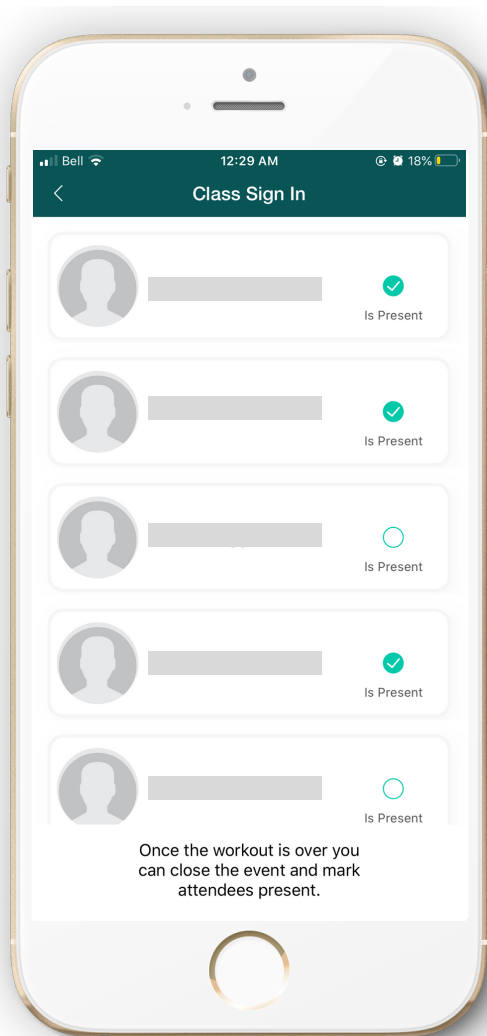 Bell 12:29 AM 18%
Class Sign In
Is Present
Is Present
Is Present
Is Present
Is Present
Once the workout is over you
can close the event and mark
attendees present.